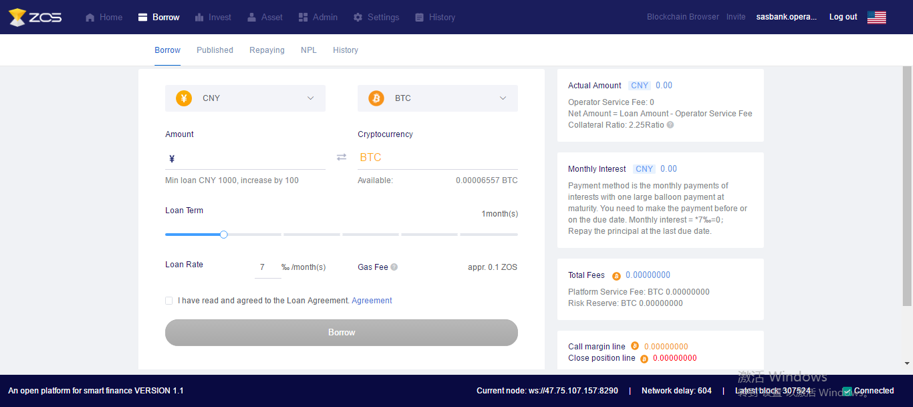 ZOS
Home
Borrow
Invest
Asset
Admin
Settings
History
Blockchain Browser
Invite
sasbank.opera...
Log out
Borrow
Published
Repaying
NPL
History
CNY
BTC
Amount
Cryptocurrency
¥
BTC
Min loan CNY 1000, increase by 100
Available:
0.00006557 BTC
Loan Term
1month(s)
Loan Rate
7 ‰ /month(s)
Gas Fee ?
appr. 0.1 ZOS
I have read and agreed to the Loan Agreement. Agreement
Borrow
Actual Amount CNY 0.00
Operator Service Fee: 0
Net Amount = Loan Amount - Operator Service Fee
Collateral Ratio: 2.25Ratio ?
Monthly Interest CNY 0.00
Payment method is the monthly payments of
interests with one large balloon payment at
maturity. You need to make the payment before or
on the due date. Monthly interest = *7‰=0;
Repay the principal at the last due date.
Total Fees 0.00000000
Platform Service Fee: BTC 0.00000000
Risk Reserve: BTC 0.00000000
Call margin line 0.00000000
Close position line 0.00000000
激活 Windows
转到"设置"以激活 Windows。
An open platform for smart finance VERSION 1.1
Current node: ws://47.75.107.157:8290 | Network delay: 604 | Latest block: 307524
Connected